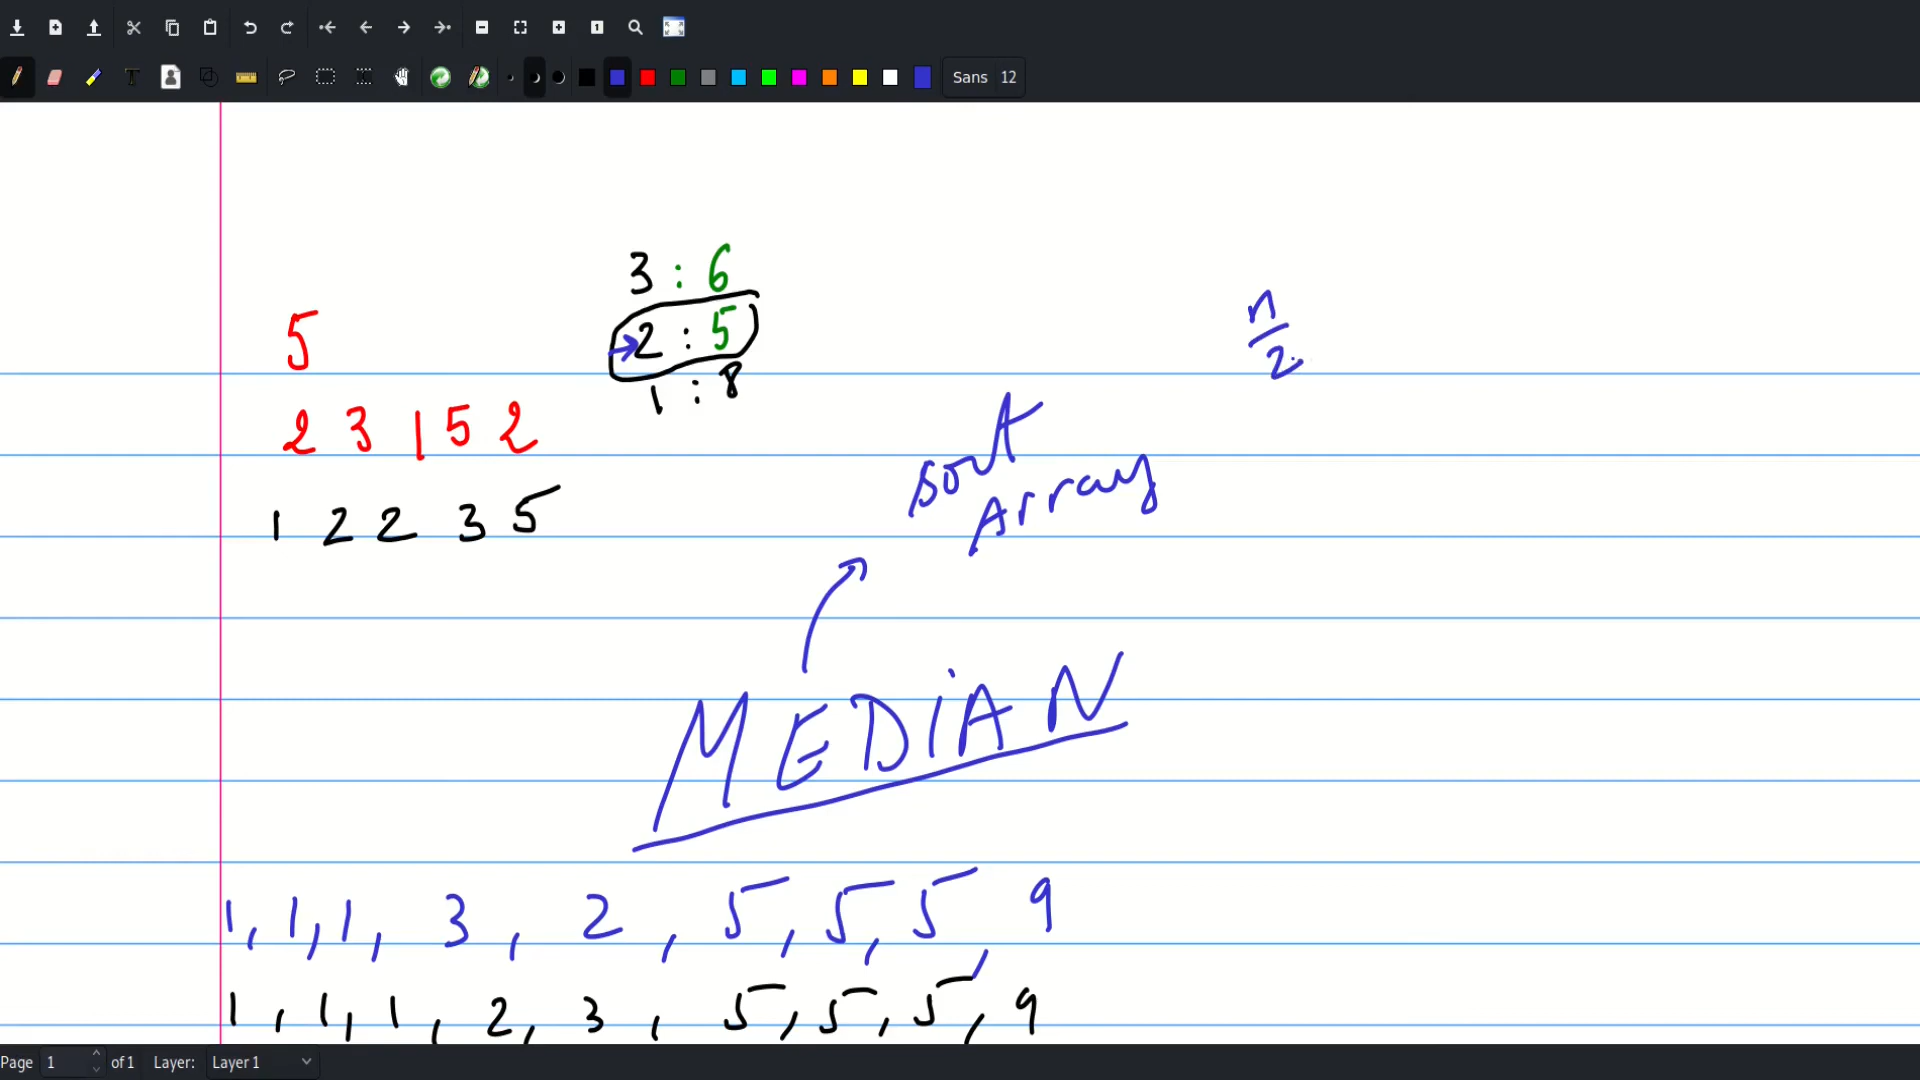 Sans 12
3 : 6
2 : 5
1 : 8
n
2
5
2 3 1 5 2
1 2 2 3 5
sort
Array
MEDiAN
1, 1, 1, 3, 2, 5, 5, 5, 9
1, 1, 1, 2, 3, 5, 5, 5, 9
Page 1 of 1 Layer: Layer 1